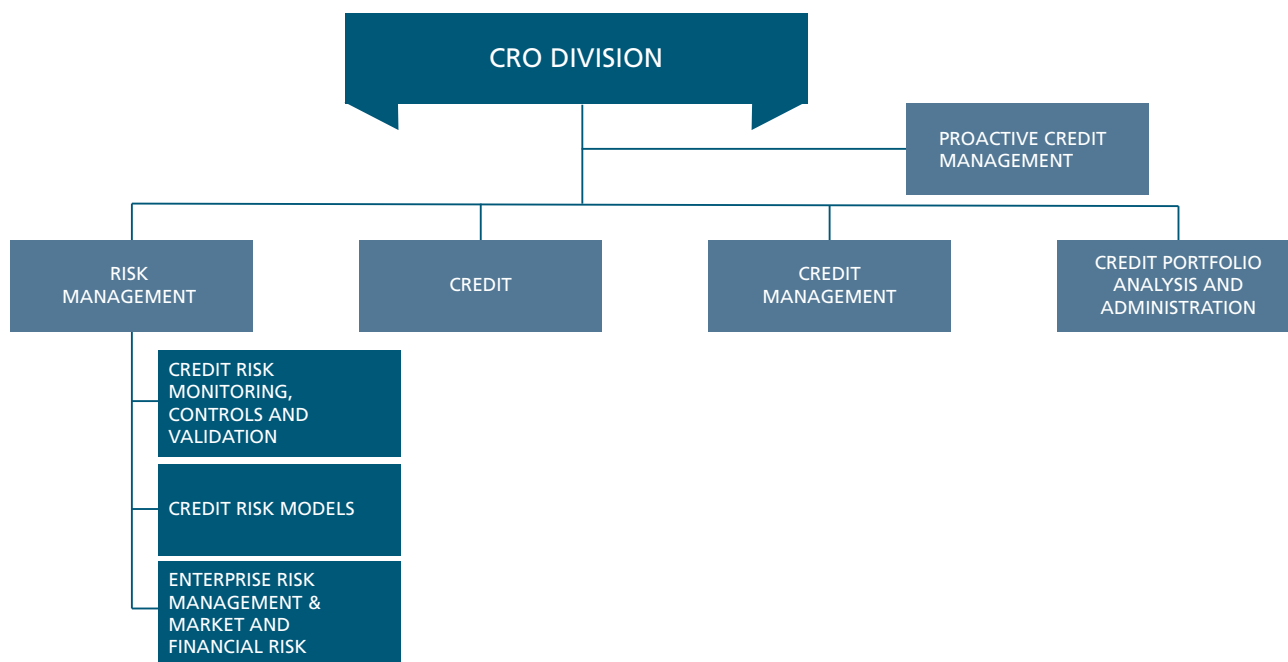 CRO DIVISION
PROACTIVE CREDIT
MANAGEMENT
RISK
MANAGEMENT
CREDIT
CREDIT
MANAGEMENT
CREDIT PORTFOLIO
ANALYSIS AND
ADMINISTRATION
CREDIT RISK
MONITORING,
CONTROLS AND
VALIDATION
CREDIT RISK MODELS
ENTERPRISE RISK
MANAGEMENT &
MARKET AND
FINANCIAL RISK